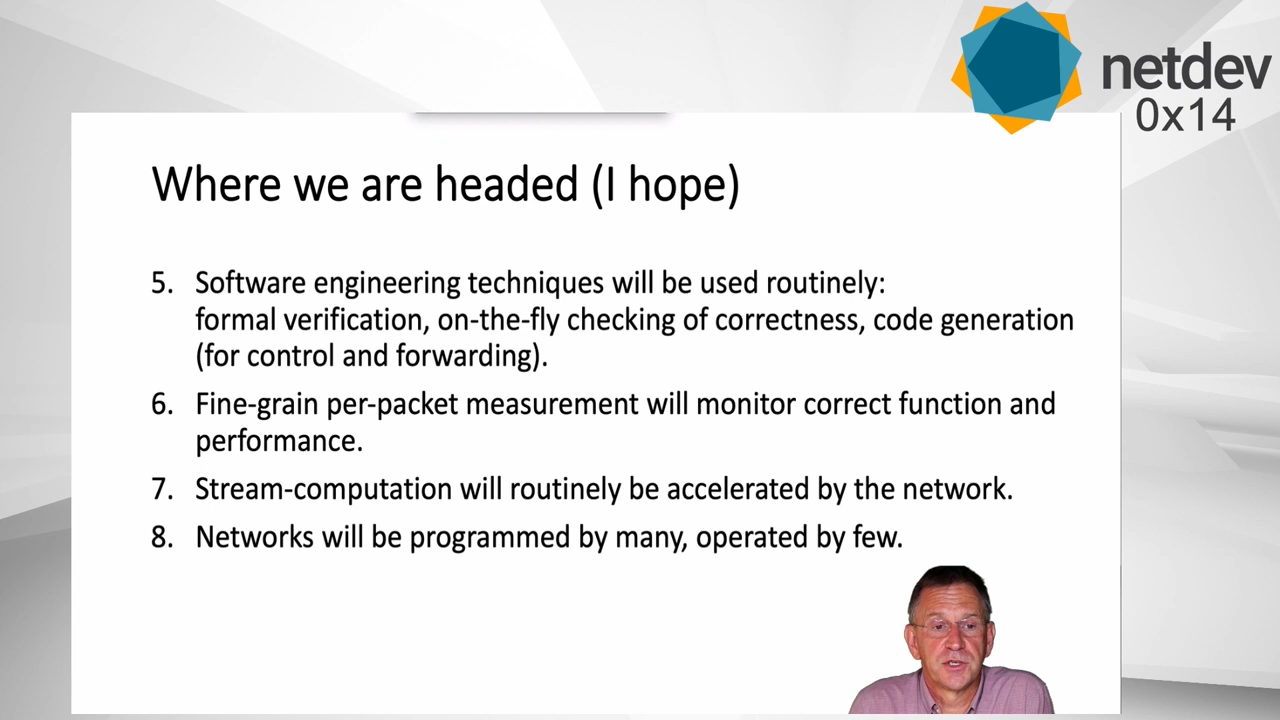 netdev
0x14
Where we are headed (I hope)
5. Software engineering techniques will be used routinely:
formal verification, on-the-fly checking of correctness, code generation
(for control and forwarding).
6. Fine-grain per-packet measurement will monitor correct function and
performance.
7. Stream-computation will routinely be accelerated by the network.
8. Networks will be programmed by many, operated by few.